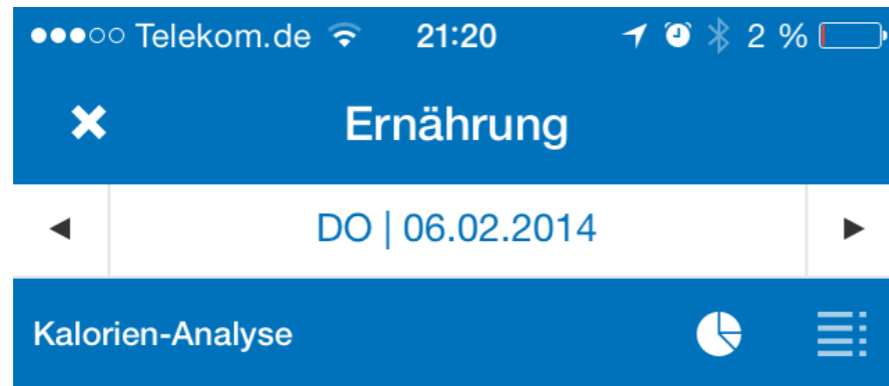 Telekom.de 21:20 2 %
Ernährung
DO | 06.02.2014
Kalorien-Analyse